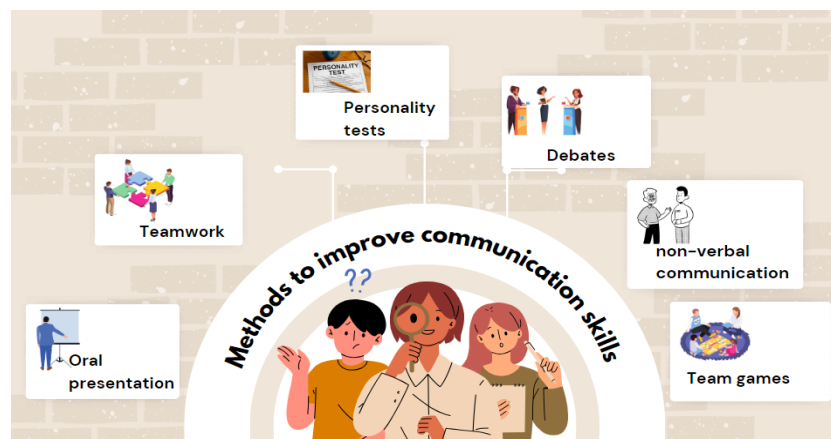 PERSONALITY
TEST
Personality
tests
Debates
Teamwork
non-verbal
communication
Methods to improve communication skills
??
Oral
presentation
Team games